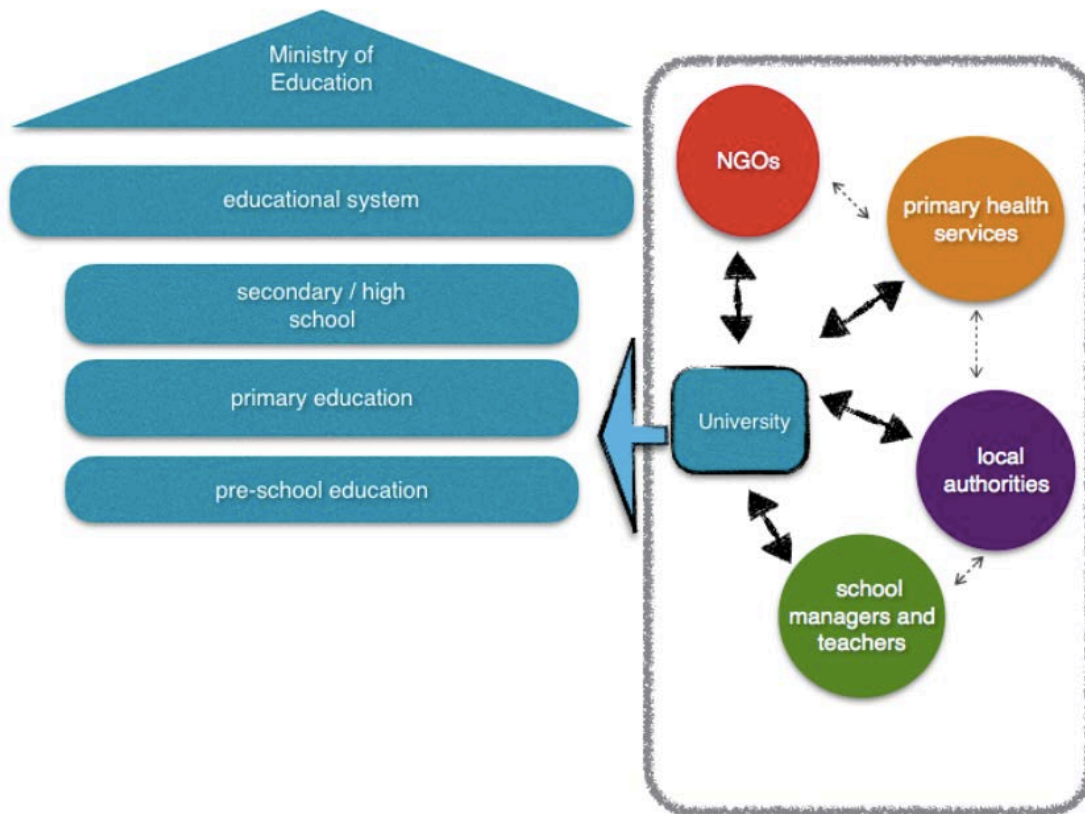 Ministry of
Education
educational system
secondary / high
school
primary education
pre-school education
NGOs
primary health
services
University
local
authorities
school
managers and
teachers